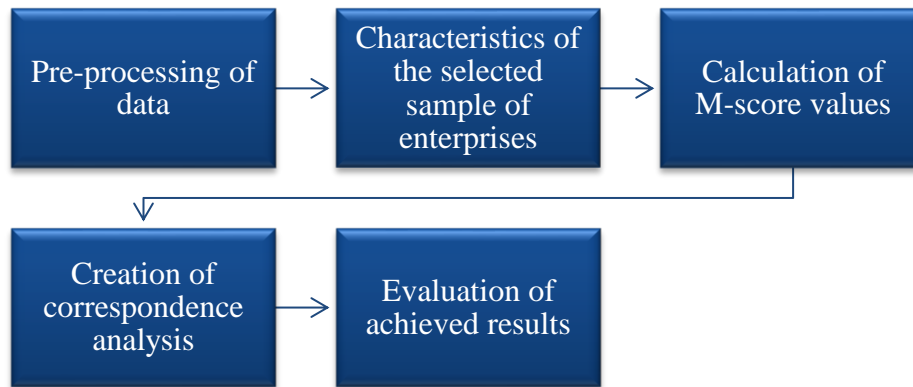 Pre-processing of
data
Characteristics of
the selected
sample of
enterprises
Calculation of
M-score values
Creation of
correspondence
analysis
Evaluation of
achieved results